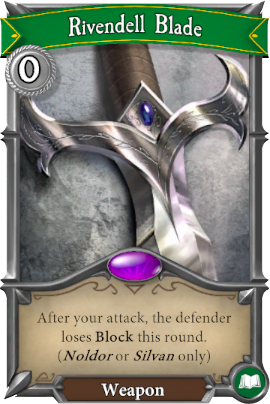 Rivendell Blade
0
After your attack, the defender
loses Block this round.
(Noldor or Silvan only)
Weapon